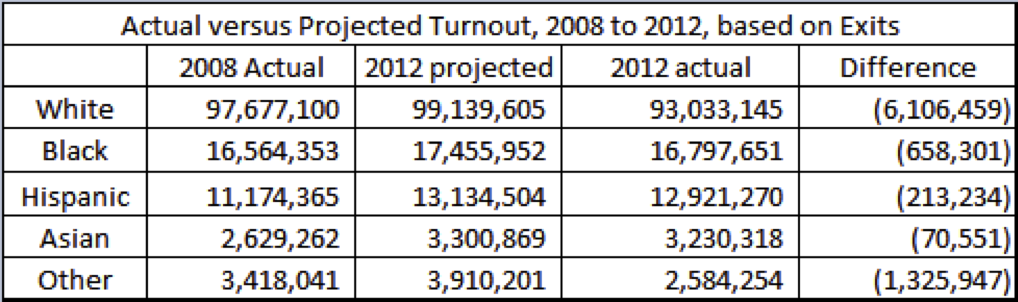 Actual versus Projected Turnout, 2008 to 2012, based on Exits
2008 Actual 2012 projected 2012 actual Difference
White 97,677,100 99,139,605 93,033,145 (6,106,459)
Black 16,564,353 17,455,952 16,797,651 (658,301)
Hispanic 11,174,365 13,134,504 12,921,270 (213,234)
Asian 2,629,262 3,300,869 3,230,318 (70,551)
Other 3,418,041 3,910,201 2,584,254 (1,325,947)